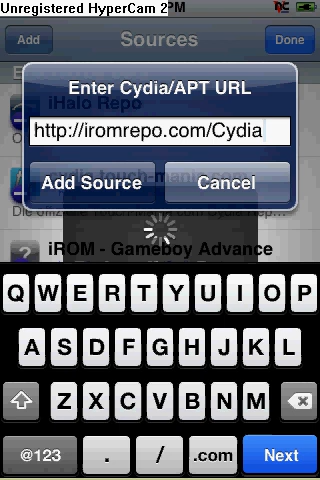 Unregistered HyperCam 2
PM
Add
Sources
Done
iHalo Repo
Enter Cydia/APT URL
http://iromrepo.com/Cydia
Add Source
Cancel
iROM - Gameboy Advance
Q W E R T Y U I O P
A S D F G H J K L
Z X C V B N M
@123
.
/
.com
Next